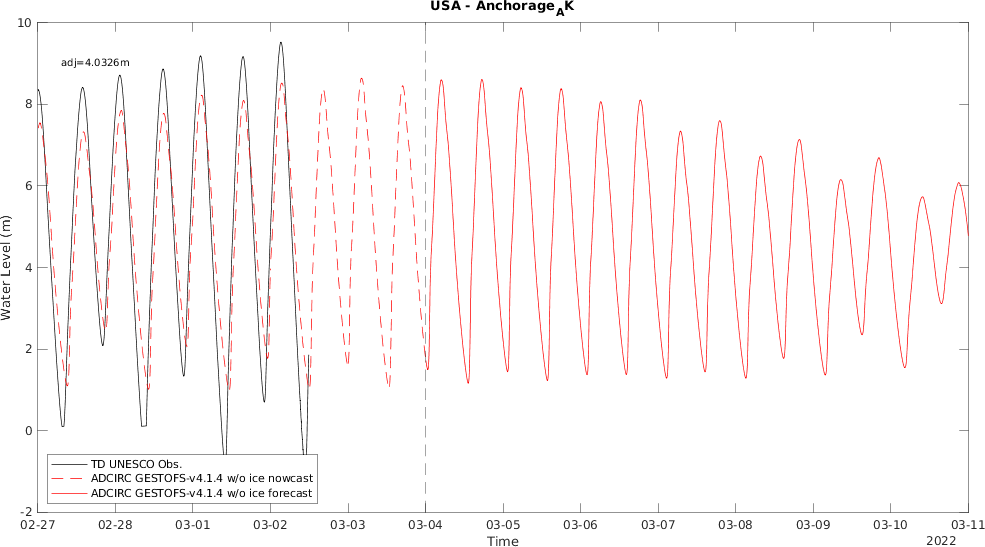 USA - Anchorage_AK
10
adj=4.0326m
8
6
4
2
0
-2
Water Level (m)
TD UNESCO Obs.
ADCIRC GESTOFS-v4.1.4 w/o ice nowcast
ADCIRC GESTOFS-v4.1.4 w/o ice forecast
02-27 02-28 03-01 03-02 03-03 03-04 03-05 03-06 03-07 03-08 03-09 03-10 03-11
Time
2022